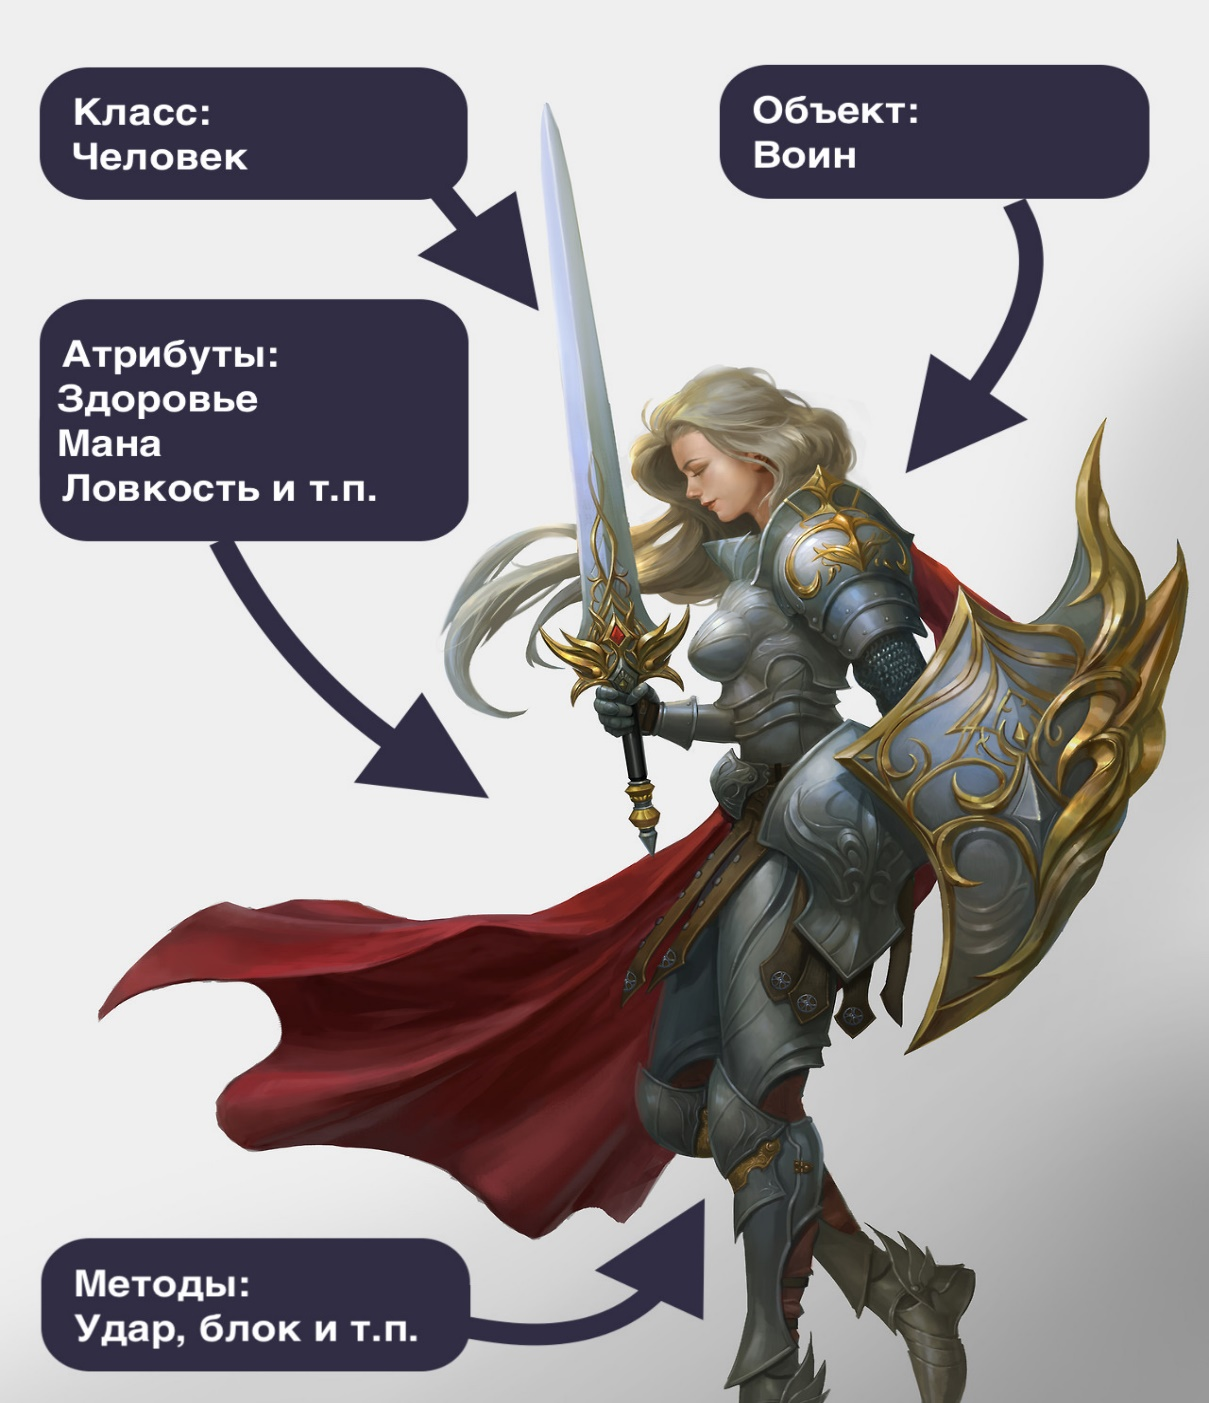 Класс:
Человек
Объект:
Воин
Атрибуты:
Здоровье
Мана
Ловкость и т.п.
Методы:
Удар, блок и т.п.